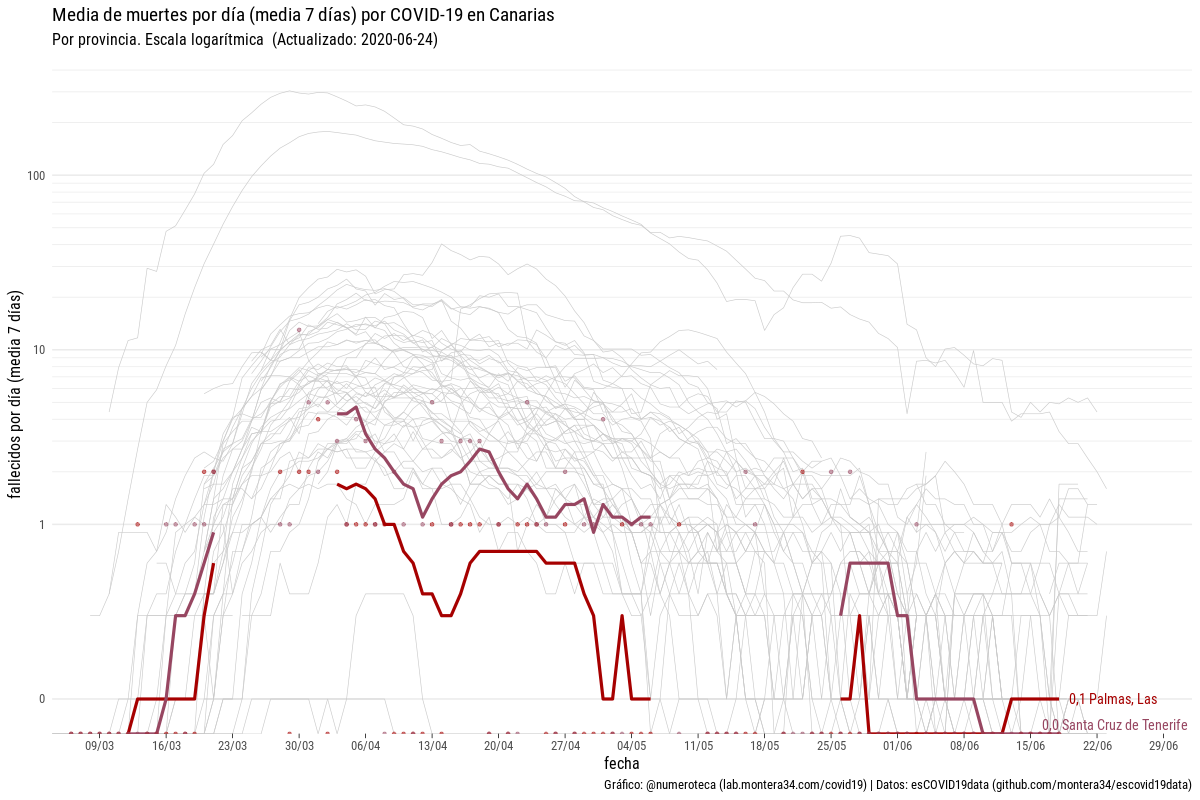 Media de muertes por día (media 7 días) por COVID-19 en Canarias
Por provincia. Escala logarítmica (Actualizado: 2020-06-24)
fallecidos por día (media 7 días)
100
10
1
0
0,1 Palmas, Las
0,0 Santa Cruz de Tenerife
09/03 16/03 23/03 30/03 06/04 13/04 20/04 27/04 04/05 11/05 18/05 25/05 01/06 08/06 15/06 22/06 29/06
fecha
Gráfico: @numeroteca (lab.montera34.com/covid19) | Datos: esCOVID19data (github.com/montera34/escovid19data)